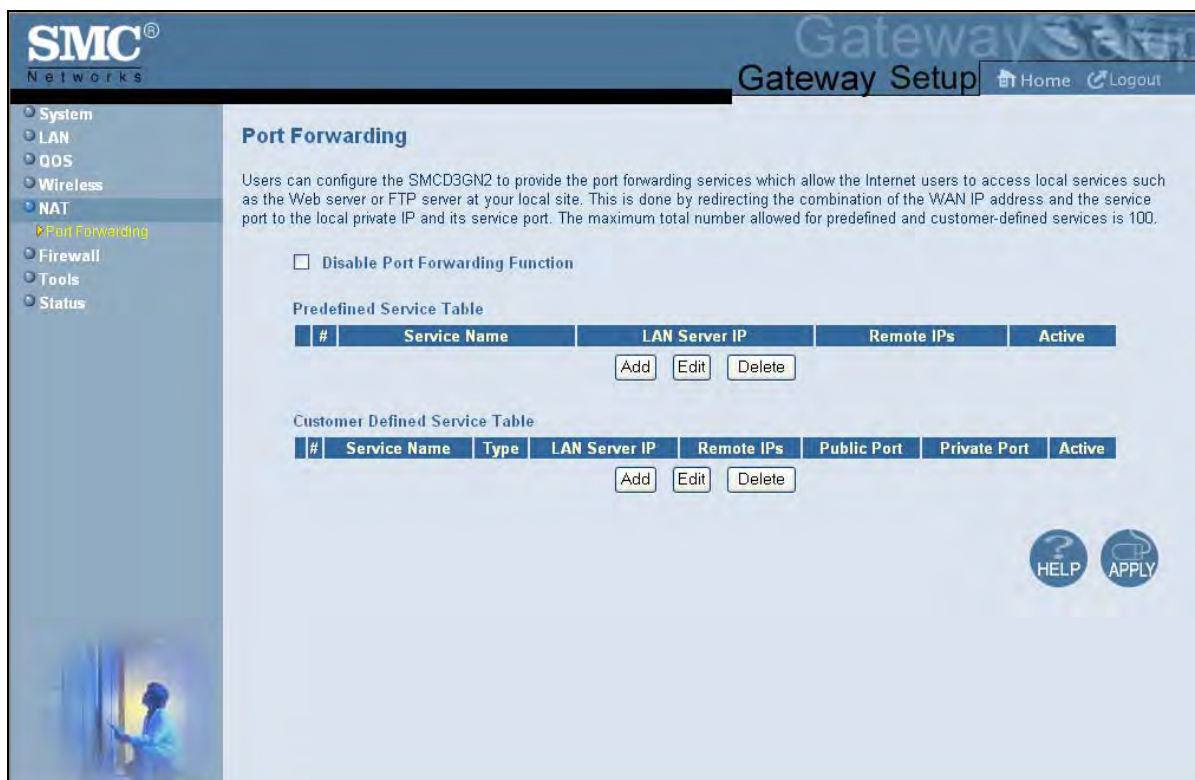 SMC®
Networks
Gateway Setup
Gateway Setup
Home
Logout
System
LAN
QOS
Wireless
NAT
Port Forwarding
Firewall
Tools
Status
Port Forwarding
Users can configure the SMCD3GN2 to provide the port forwarding services which allow the Internet users to access local services such
as the Web server or FTP server at your local site. This is done by redirecting the combination of the WAN IP address and the service
port to the local private IP and its service port. The maximum total number allowed for predefined and customer-defined services is 100.
Disable Port Forwarding Function
Predefined Service Table
# Service Name LAN Server IP Remote IPs Active
Add Edit Delete
Customer Defined Service Table
# Service Name Type LAN Server IP Remote IPs Public Port Private Port Active
Add Edit Delete
? HELP
APPLY